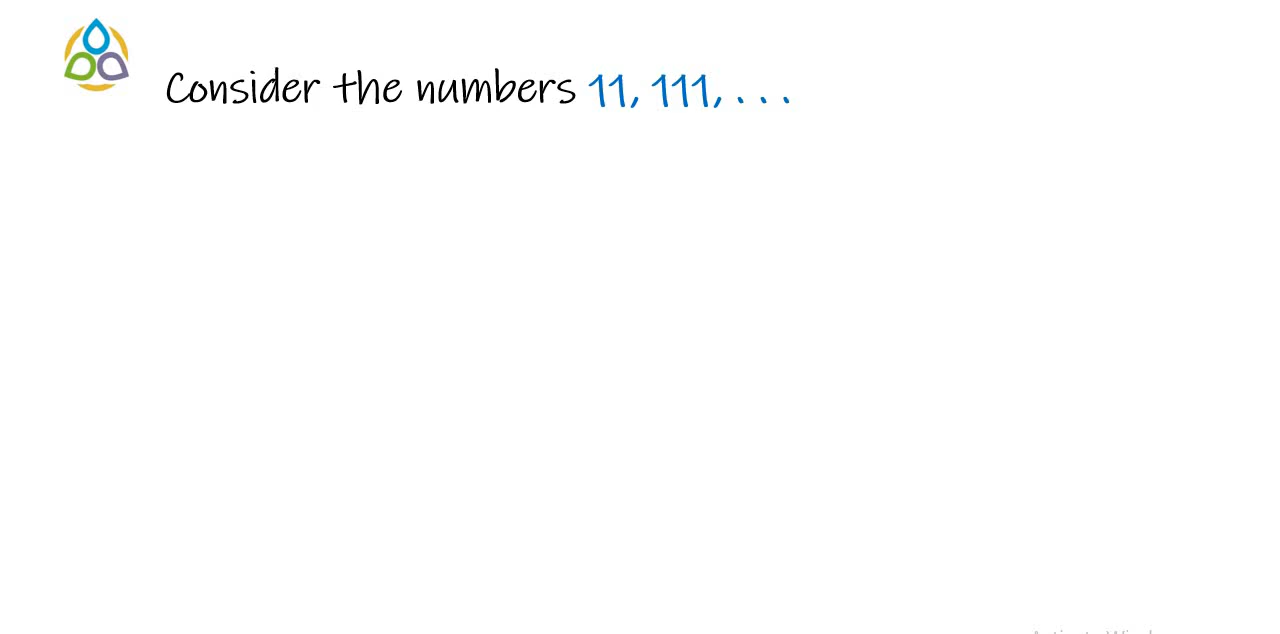 Consider the numbers 11, 111, . . .